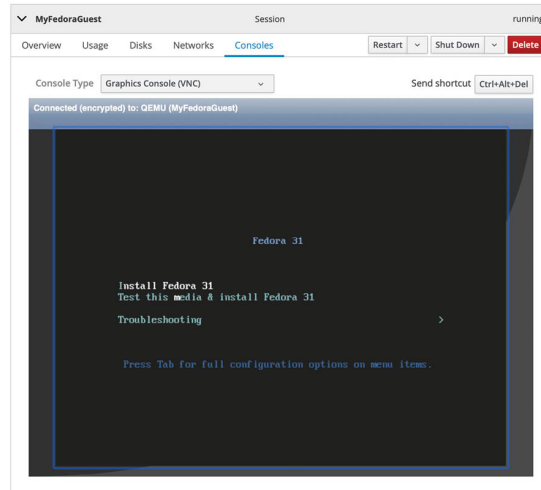 MyFedoraGuest Session running
Overview Usage Disks Networks Consoles Restart Shut Down Delete
Console Type Graphics Console (VNC) Send shortcut Ctrl+Alt+Del
Connected (encrypted) to: QEMU (MyFedoraGuest)
Fedora 31
Install Fedora 31
Test this media & install Fedora 31
Troubleshooting >
Press Tab for full configuration options on menu items.